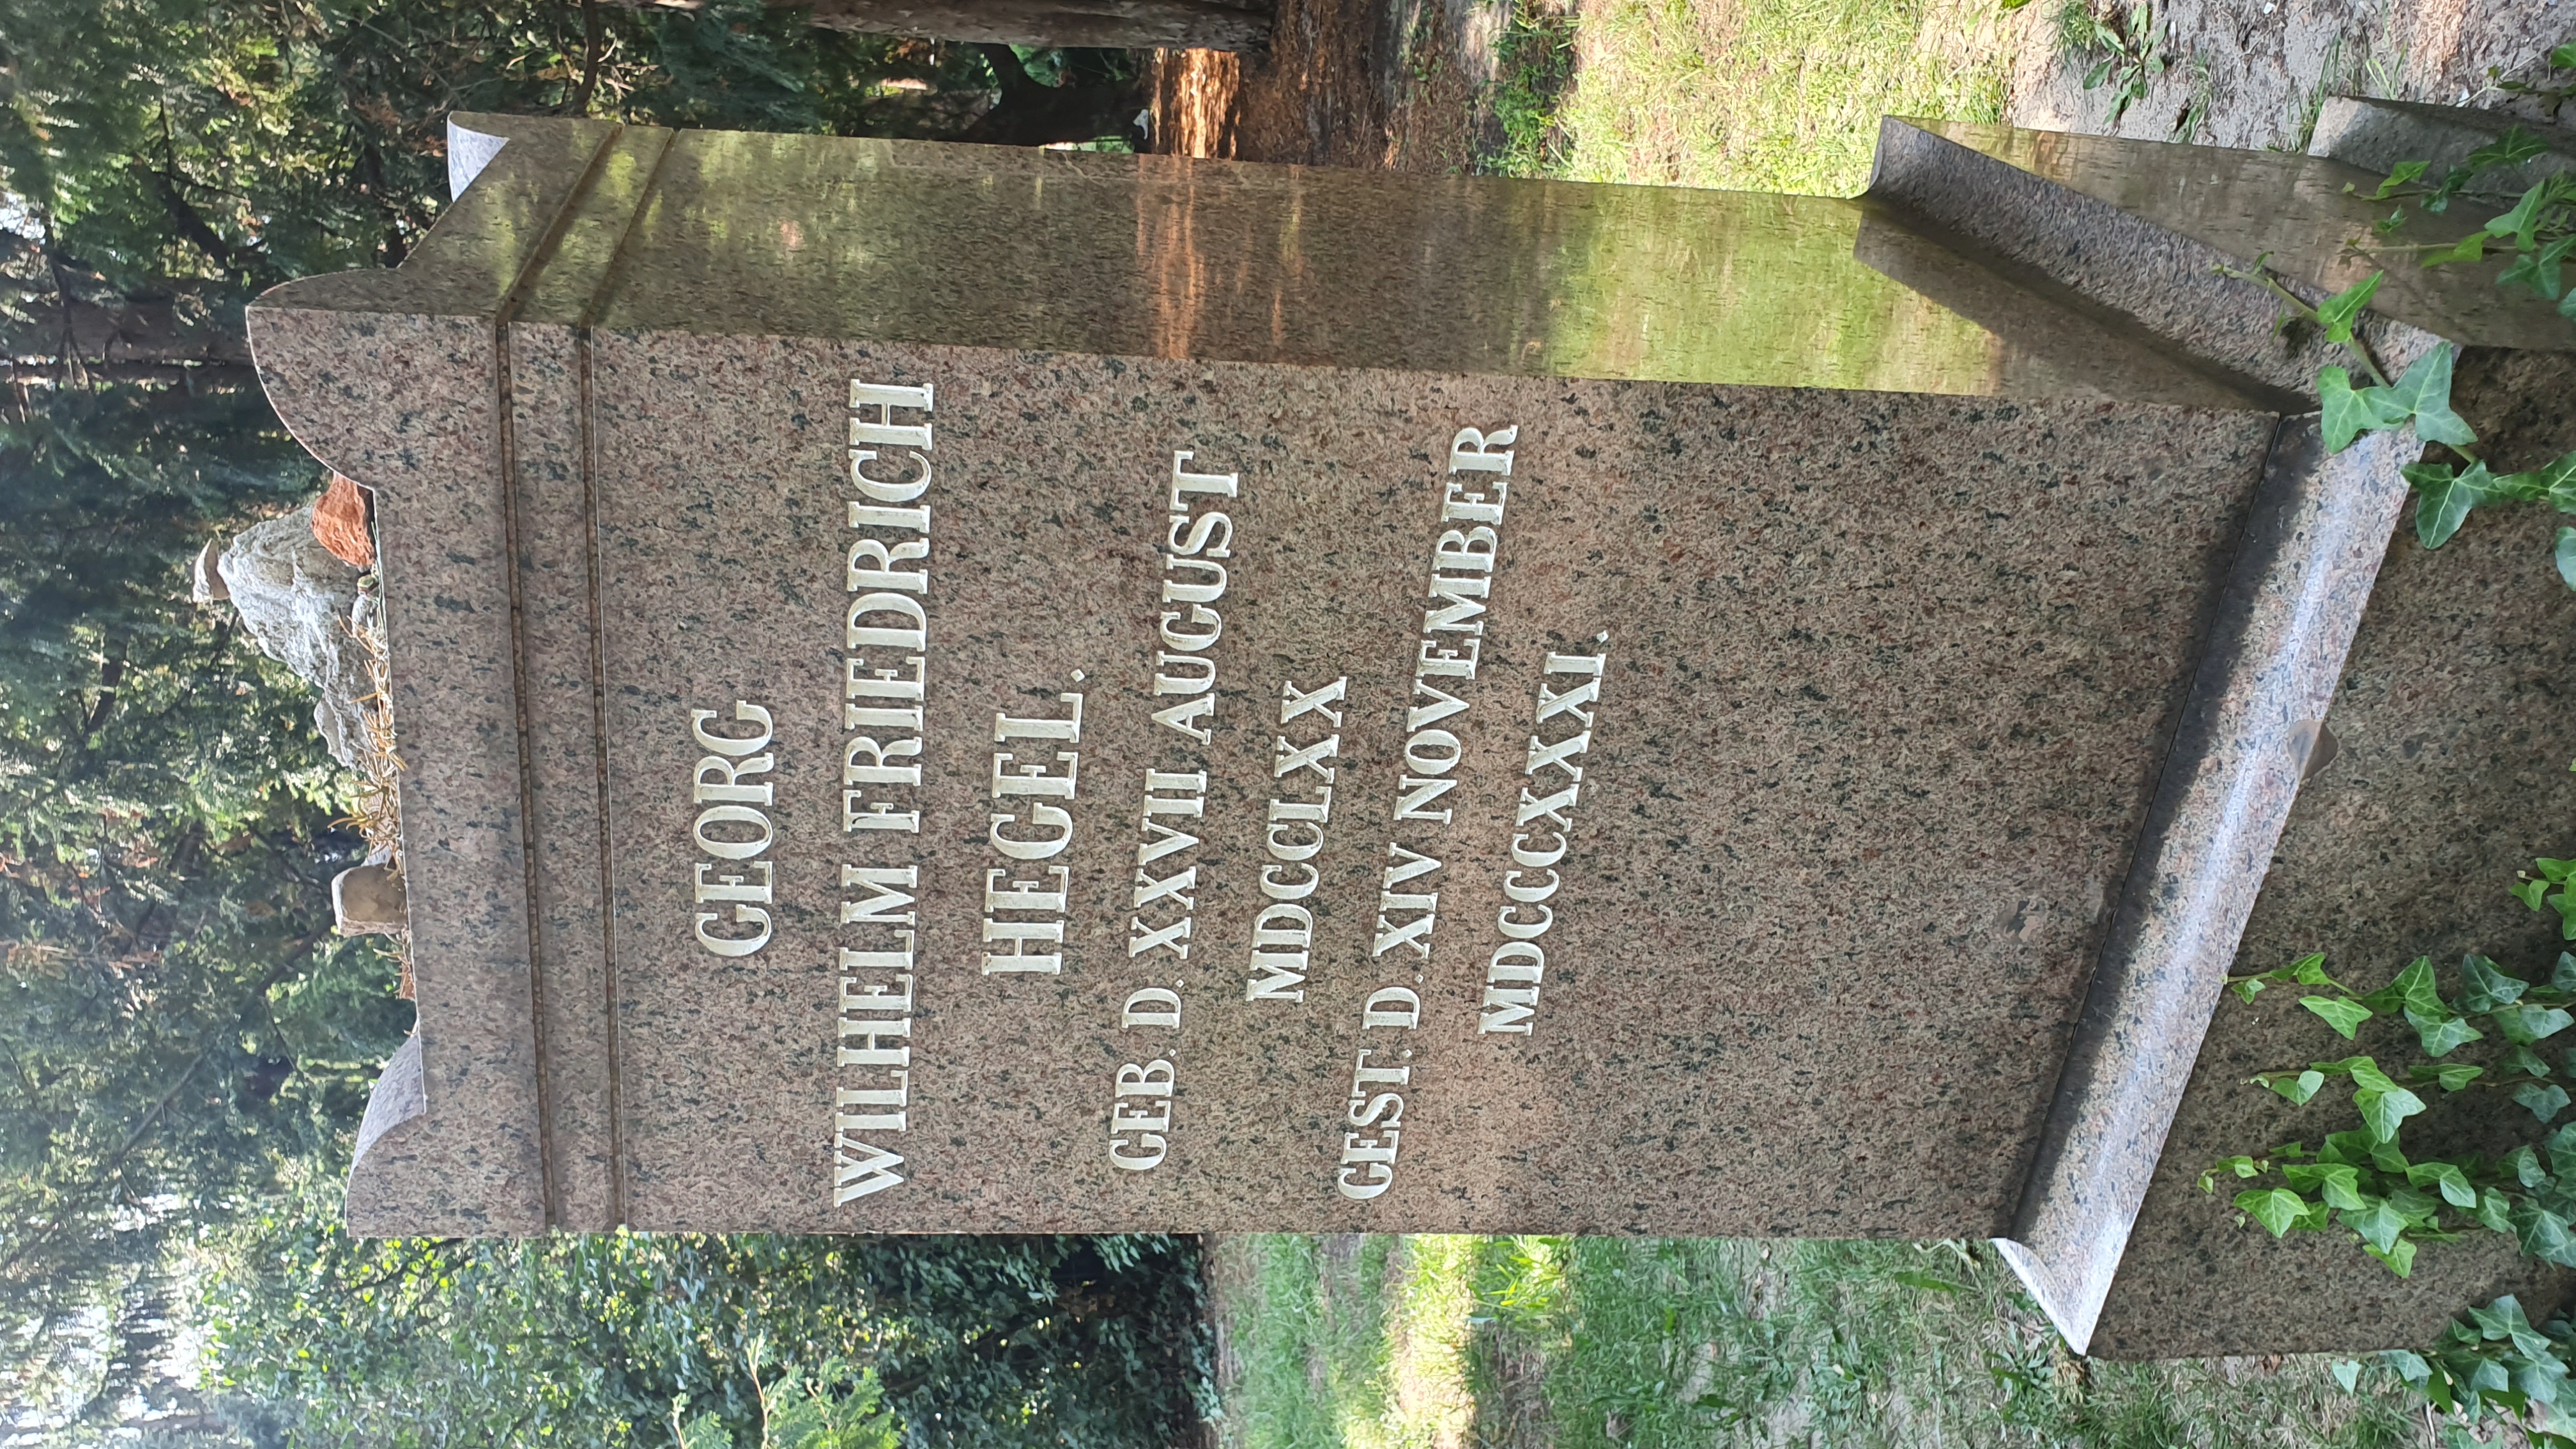 GEORG
WILHELM FRIEDRICH
HEGEL.
GEB. D. XXVII AUGUST
MDCCLXX
GEST. D. XIV NOVEMBER
MDCCCXXXI.